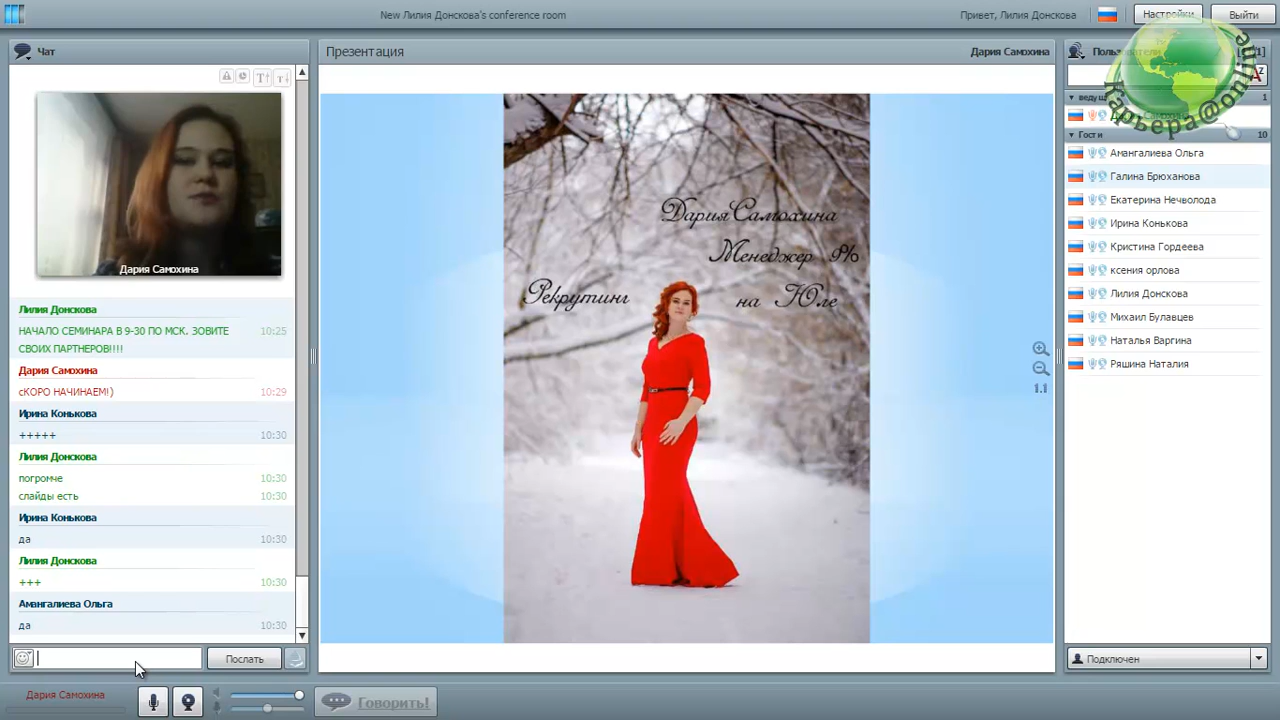 New Лилия Донскова's conference room
Привет, Лилия Донскова
Настройки
Выйти
Чат
Дария Самохина
Лилия Донскова
НАЧАЛО СЕМИНАРА В 9-30 ПО МСК. ЗОВИТЕ 10:25
СВОИХ ПАРТНЕРОВ!!!!
Дария Самохина
сКОРО НАЧИНАЕМ!) 10:29
Ирина Конькова
+++++ 10:30
Лилия Донскова
погромче 10:30
слайды есть 10:30
Ирина Конькова
да 10:30
Лилия Донскова
+++ 10:30
Амангалиева Ольга
да 10:30
Послать
Дария Самохина
Говорить!
Презентация
Дария Самохина
Дария Самохина
Менеджер 9%
Рекрутинг
на Юле
1:1
Пользователи
карьера@online
ведущ 1
Гости 10
Амангалиева Ольга
Галина Брюханова
Екатерина Нечволода
Ирина Конькова
Кристина Гордеева
ксения орлова
Лилия Донскова
Михаил Булавцев
Наталья Варгина
Ряшина Наталия
Подключен